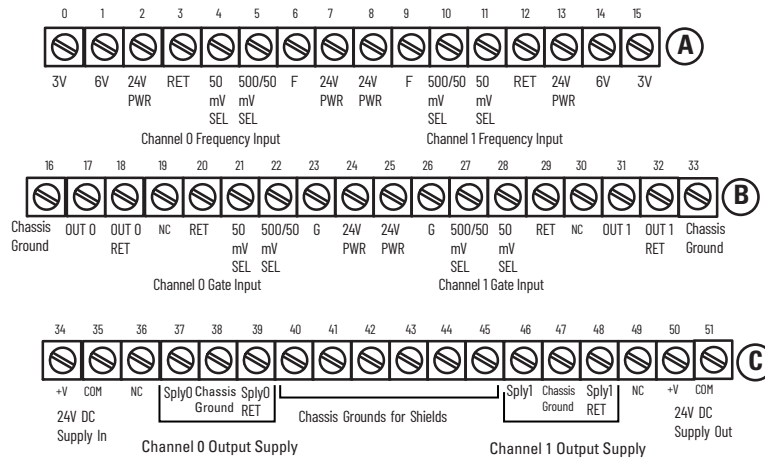 0 1 2 3 4 5 6 7 8 9 10 11 12 13 14 15
A
3V 6V 24V PWR RET 50 mV SEL 500/50 mV SEL F 24V PWR 24V PWR F 500/50 mV SEL 50 mV SEL RET 24V PWR 6V 3V
Channel 0 Frequency Input Channel 1 Frequency Input
16 17 18 19 20 21 22 23 24 25 26 27 28 29 30 31 32 33
B
Chassis Ground OUT 0 OUT 0 RET NC RET 50 mV SEL 500/50 mV SEL G 24V PWR 24V PWR G 500/50 mV SEL 50 mV SEL RET NC OUT 1 OUT 1 RET Chassis Ground
Channel 0 Gate Input Channel 1 Gate Input
34 35 36 37 38 39 40 41 42 43 44 45 46 47 48 49 50 51
C
+V COM NC Sply0 Chassis Ground Sply0 RET Sply1 Chassis Ground Sply1 RET NC +V COM
24V DC Supply In Chassis Grounds for Shields 24V DC Supply Out
Channel 0 Output Supply Channel 1 Output Supply